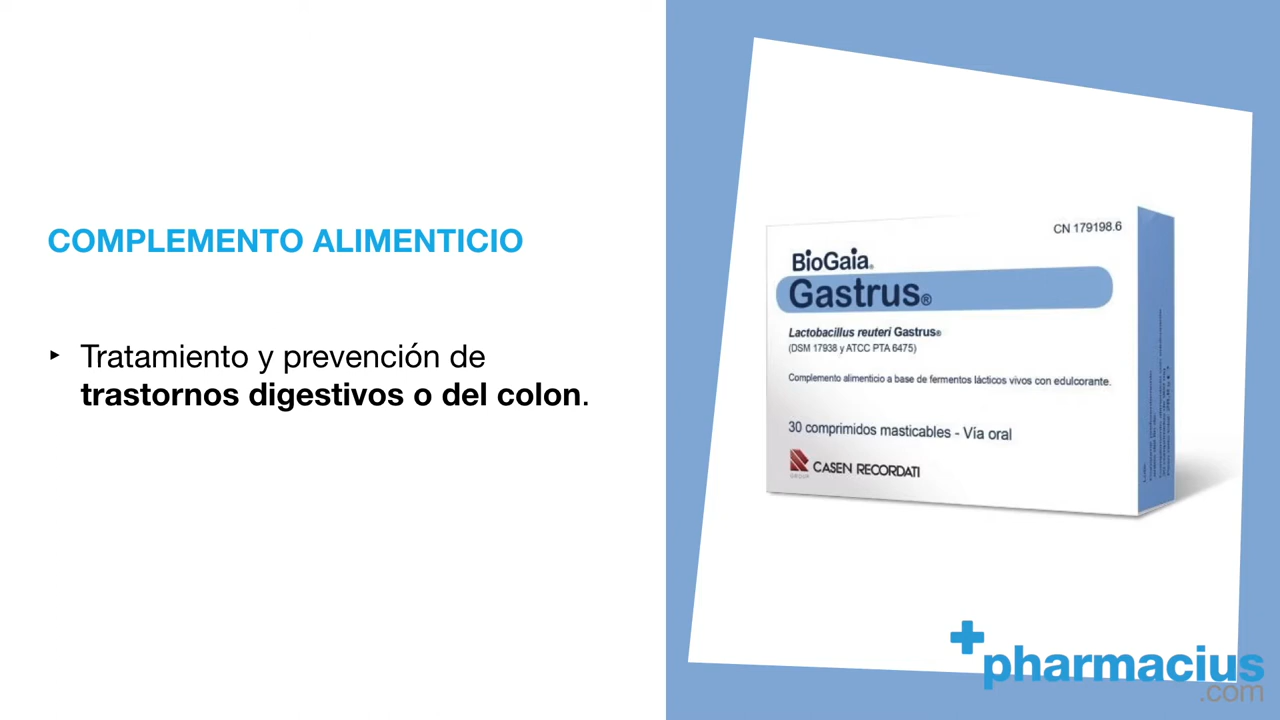 COMPLEMENTO ALIMENTICIO
‣ Tratamiento y prevención de
trastornos digestivos o del colon.
CN 179198.6
BioGaia®
Gastrus®
Lactobacillus reuteri Gastrus®
(DSM 17938 y ATCC PTA 6475)
Complemento alimenticio a base de fermentos lácticos vivos con edulcorante.
30 comprimidos masticables - Vía oral
CASEN RECORDATI
GROUP
pharmacius
.com